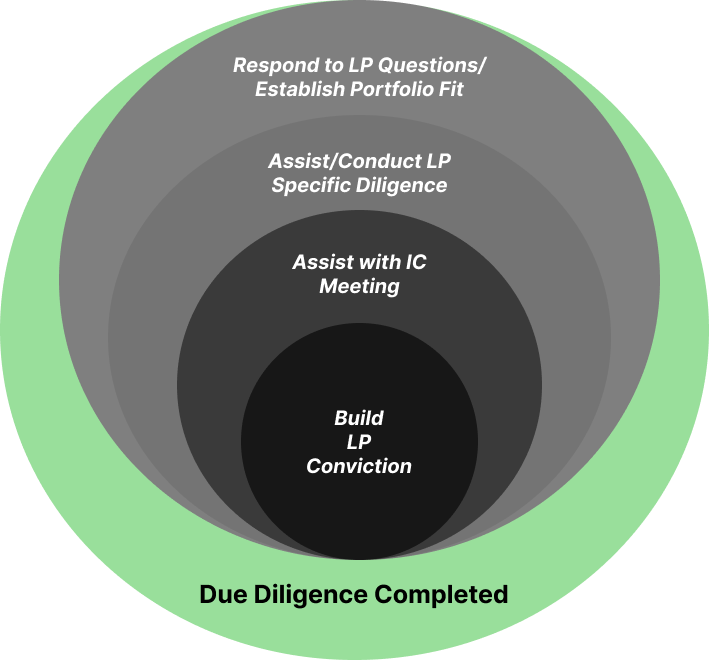 Respond to LP Questions/
Establish Portfolio Fit
Assist/Conduct LP
Specific Diligence
Assist with IC
Meeting
Build
LP
Conviction
Due Diligence Completed